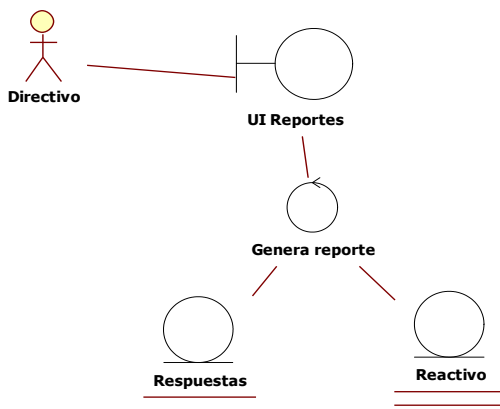 Directivo
UI Reportes
Genera reporte
Respuestas
Reactivo